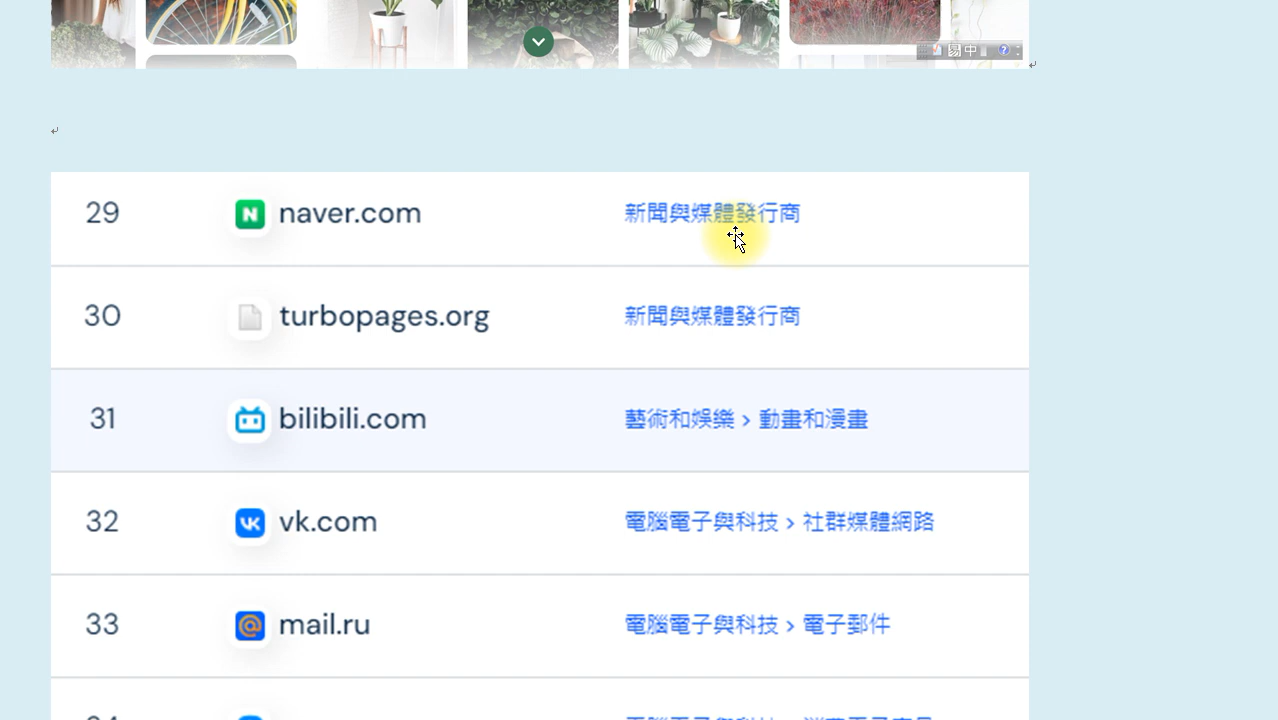 中
29 naver.com 新聞與媒體發行商
30 turbopages.org 新聞與媒體發行商
31 bilibili.com 藝術和娛樂 > 動畫和漫畫
32 vk.com 電腦電子與科技 > 社群媒體網路
33 mail.ru 電腦電子與科技 > 電子郵件